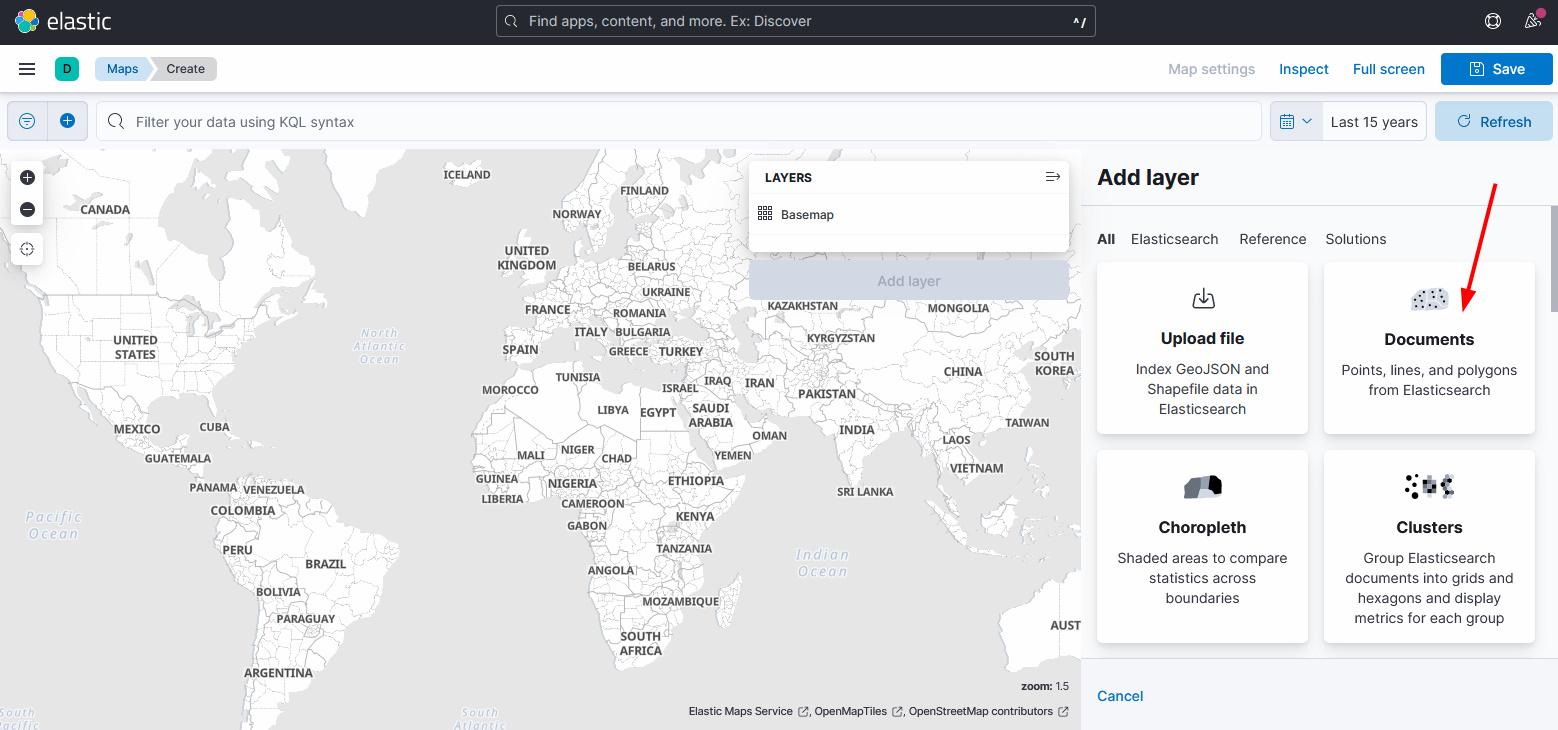 elastic
Find apps, content, and more. Ex: Discover
^/
D
Maps
Create
Map settings
Inspect
Full screen
Save
Filter your data using KQL syntax
Last 15 years
Refresh
LAYERS
Basemap
Add layer
ICELAND
FINLAND
CANADA
NORWAY
UNITED
KINGDOM
BELARUS
UKRAINE
FRANCE
ROMANIA
KAZAKHSTAN
MONGOLIA
North
Atlantic
Ocean
UNITED
STATES
ITALY
BULGARIA
KYRGYZSTAN
SPAIN
GREECE
TURKEY
SOUTH
KOREA
CHINA
TUNISIA
MOROCCO
ISRAEL
IRAQ
IRAN
PAKISTAN
LIBYA
EGYPT
SAUDI
ARABIA
MEXICO
CUBA
OMAN
INDIA
TAIWAN
LAOS
GUATEMALA
MALI
NIGER
CHAD
YEMEN
VIETNAM
GUINEA
NIGERIA
ETHIOPIA
PANAMA
VENEZUELA
LIBERIA
SRI LANKA
COLOMBIA
CAMEROON
Pacific
Ocean
GABON
KENYA
PERU
TANZANIA
Indian
Ocean
BRAZIL
ANGOLA
BOLIVIA
MOZAMBIQUE
PARAGUAY
AUST
SOUTH
AFRICA
ARGENTINA
South
Pacific
South
Atlantic
zoom: 1.5
Elastic Maps Service , OpenMapTiles , OpenStreetMap contributors
Add layer
All
Elasticsearch
Reference
Solutions
Upload file
Index GeoJSON and
Shapefile data in
Elasticsearch
Documents
Points, lines, and polygons
from Elasticsearch
Choropleth
Shaded areas to compare
statistics across
boundaries
Clusters
Group Elasticsearch
documents into grids and
hexagons and display
metrics for each group
Cancel